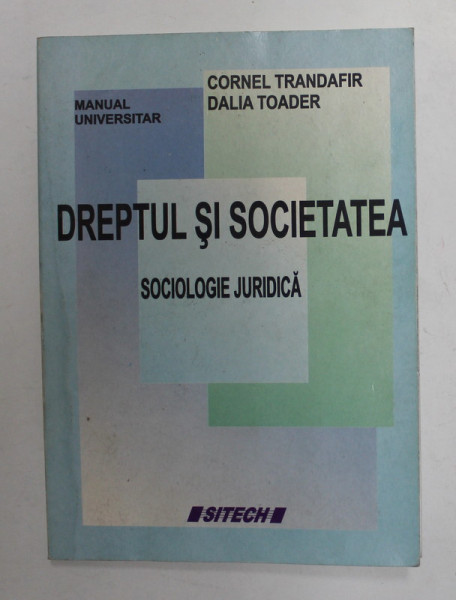 CORNEL TRANDAFIR
DALIA TOADER
MANUAL
UNIVERSITAR
DREPTUL ŞI SOCIETATEA
SOCIOLOGIE JURIDICĂ
SITECH